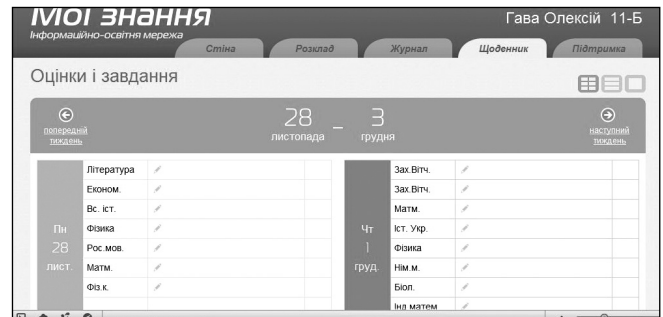 Мої знання
Інформаційно-освітня мережа
Гава Олексій 11-Б
Стіна
Розклад
Журнал
Щоденник
Підтримка
Оцінки і завдання
попередній
тиждень
28 – 3
листопада грудня
наступний
тиждень
Пн
28
лист.
Література
Економ.
Вс. іст.
Фізика
Рос.мов.
Матм.
Фіз.к.
Чт
1
груд.
Зах.Вітч.
Зах.Вітч.
Матм.
Іст. Укр.
Фізика
Нім.м.
Біол.
Інд.матем